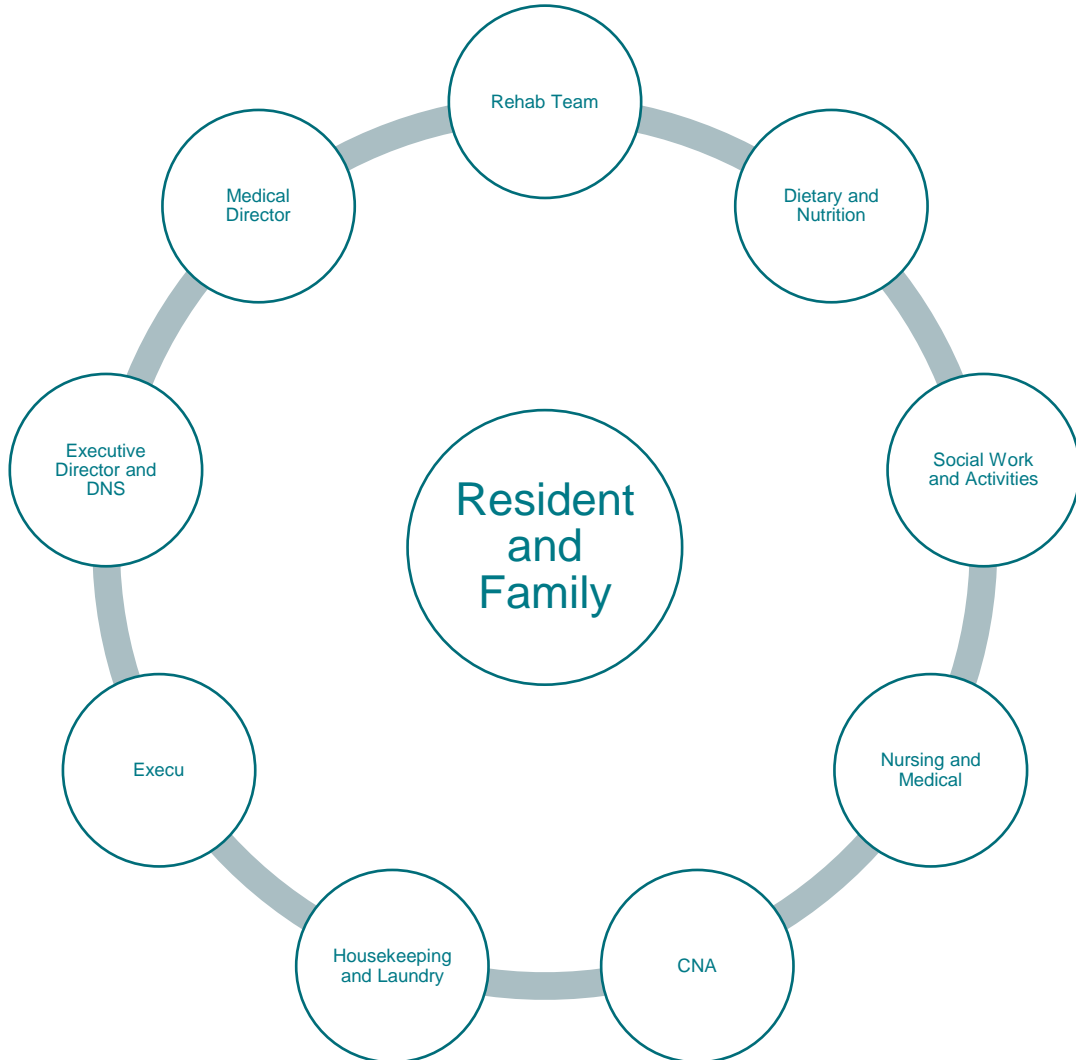 Rehab Team
Dietary and
Nutrition
Social Work
and Activities
Nursing and
Medical
CNA
Housekeeping
and Laundry
Execu
Executive
Director and
DNS
Medical
Director
Resident
and
Family